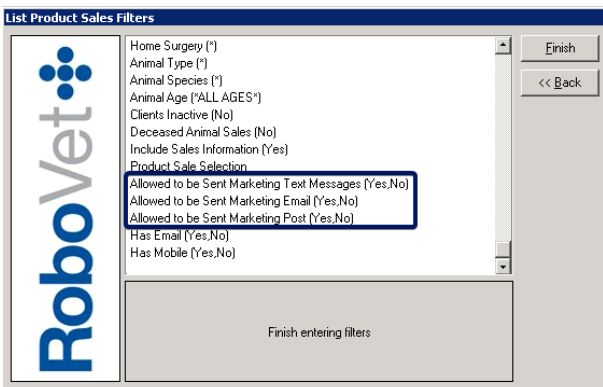 List Product Sales Filters
RoboVet
Home Surgery (*)
Animal Type (*)
Animal Species (*)
Animal Age (*ALL AGES*)
Clients Inactive (No)
Deceased Animal Sales (No)
Include Sales Information (Yes)
Product Sale Selection
Allowed to be Sent Marketing Text Messages (Yes,No)
Allowed to be Sent Marketing Email (Yes,No)
Allowed to be Sent Marketing Post (Yes,No)
Has Email (Yes,No)
Has Mobile (Yes,No)
Finish
<< Back
Finish entering filters